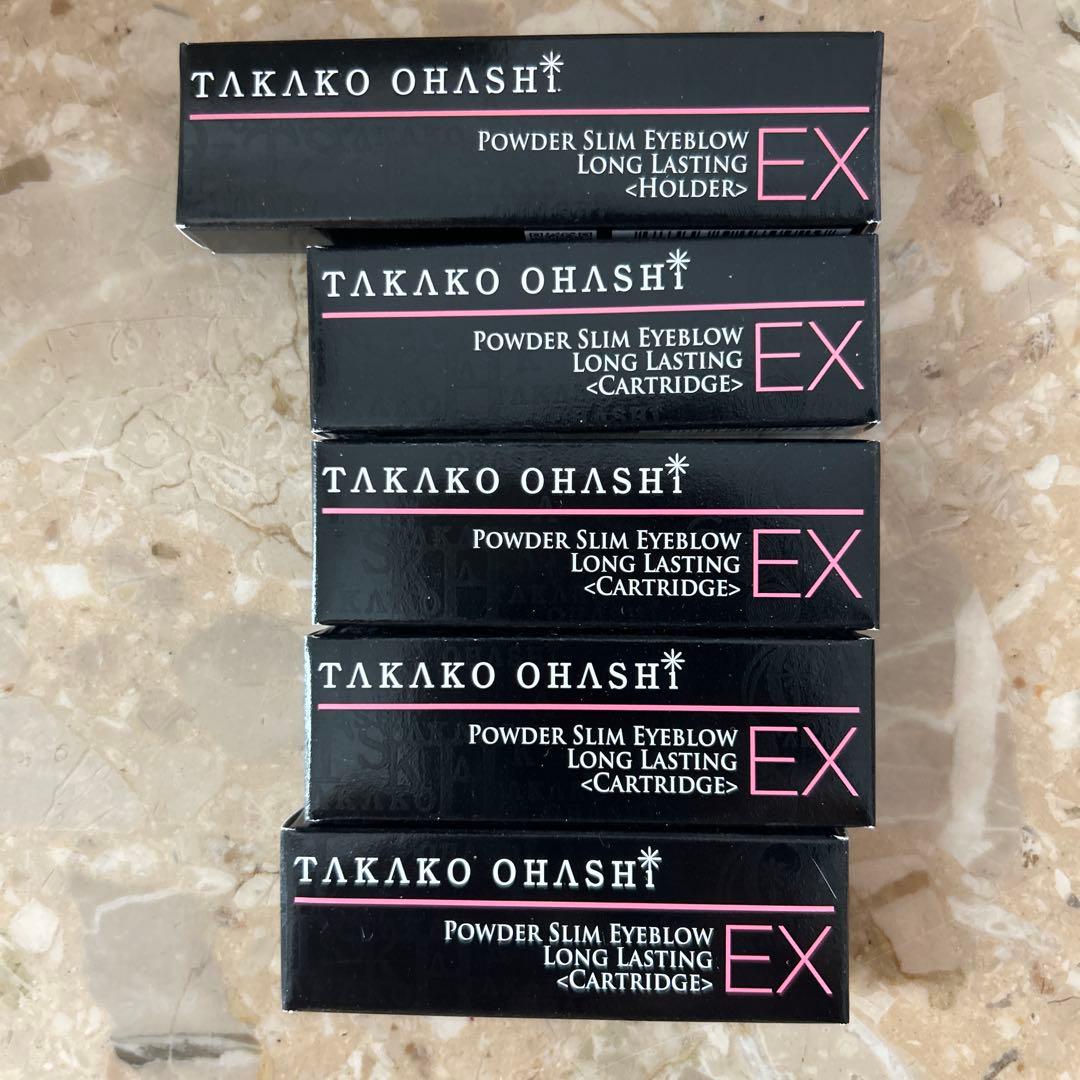 TAKAKO OHASHI
POWDER SLIM EYEBLOW
LONG LASTING
<HOLDER>
EX
TAKAKO OHASHI
POWDER SLIM EYEBLOW
LONG LASTING
<CARTRIDGE>
EX
TAKAKO OHASHI
POWDER SLIM EYEBLOW
LONG LASTING
<CARTRIDGE>
EX
TAKAKO OHASHI
POWDER SLIM EYEBLOW
LONG LASTING
<CARTRIDGE>
EX
TAKAKO OHASHI
POWDER SLIM EYEBLOW
LONG LASTING
<CARTRIDGE>
EX